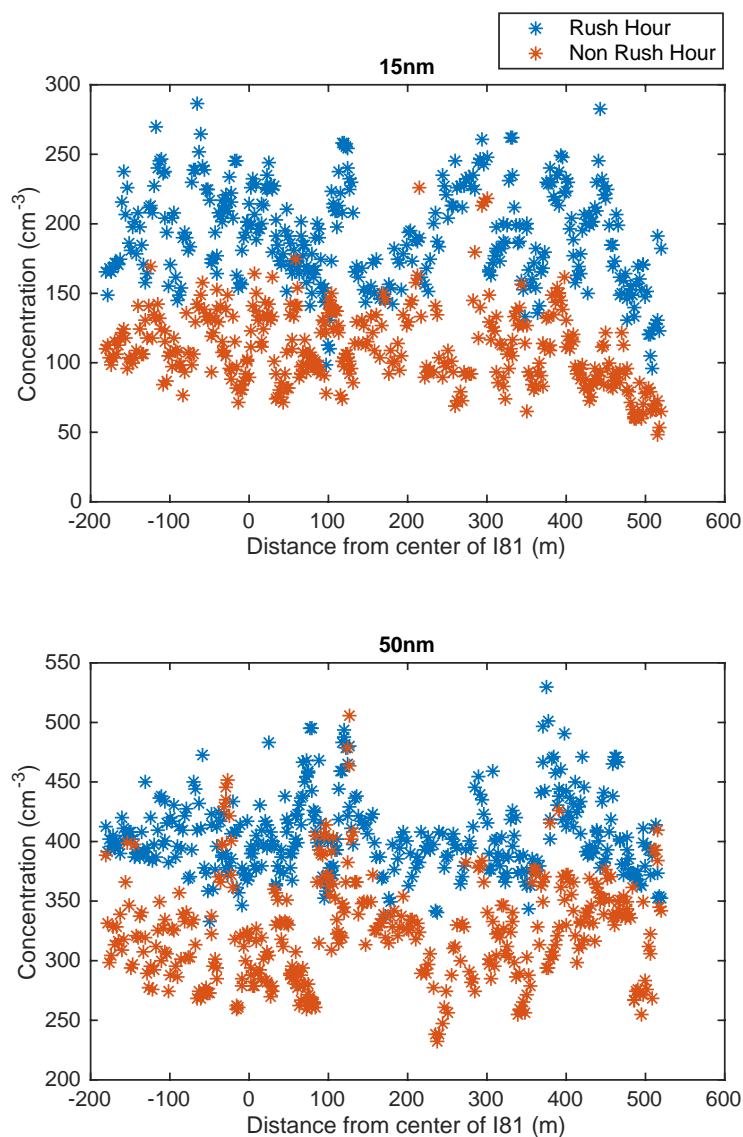 Rush Hour
Non Rush Hour
15nm
300
250
200
150
100
50
0
Concentration (cm-3)
-200 -100 0 100 200 300 400 500 600
Distance from center of I81 (m)
50nm
550
500
450
400
350
300
250
200
Concentration (cm-3)
-200 -100 0 100 200 300 400 500 600
Distance from center of I81 (m)